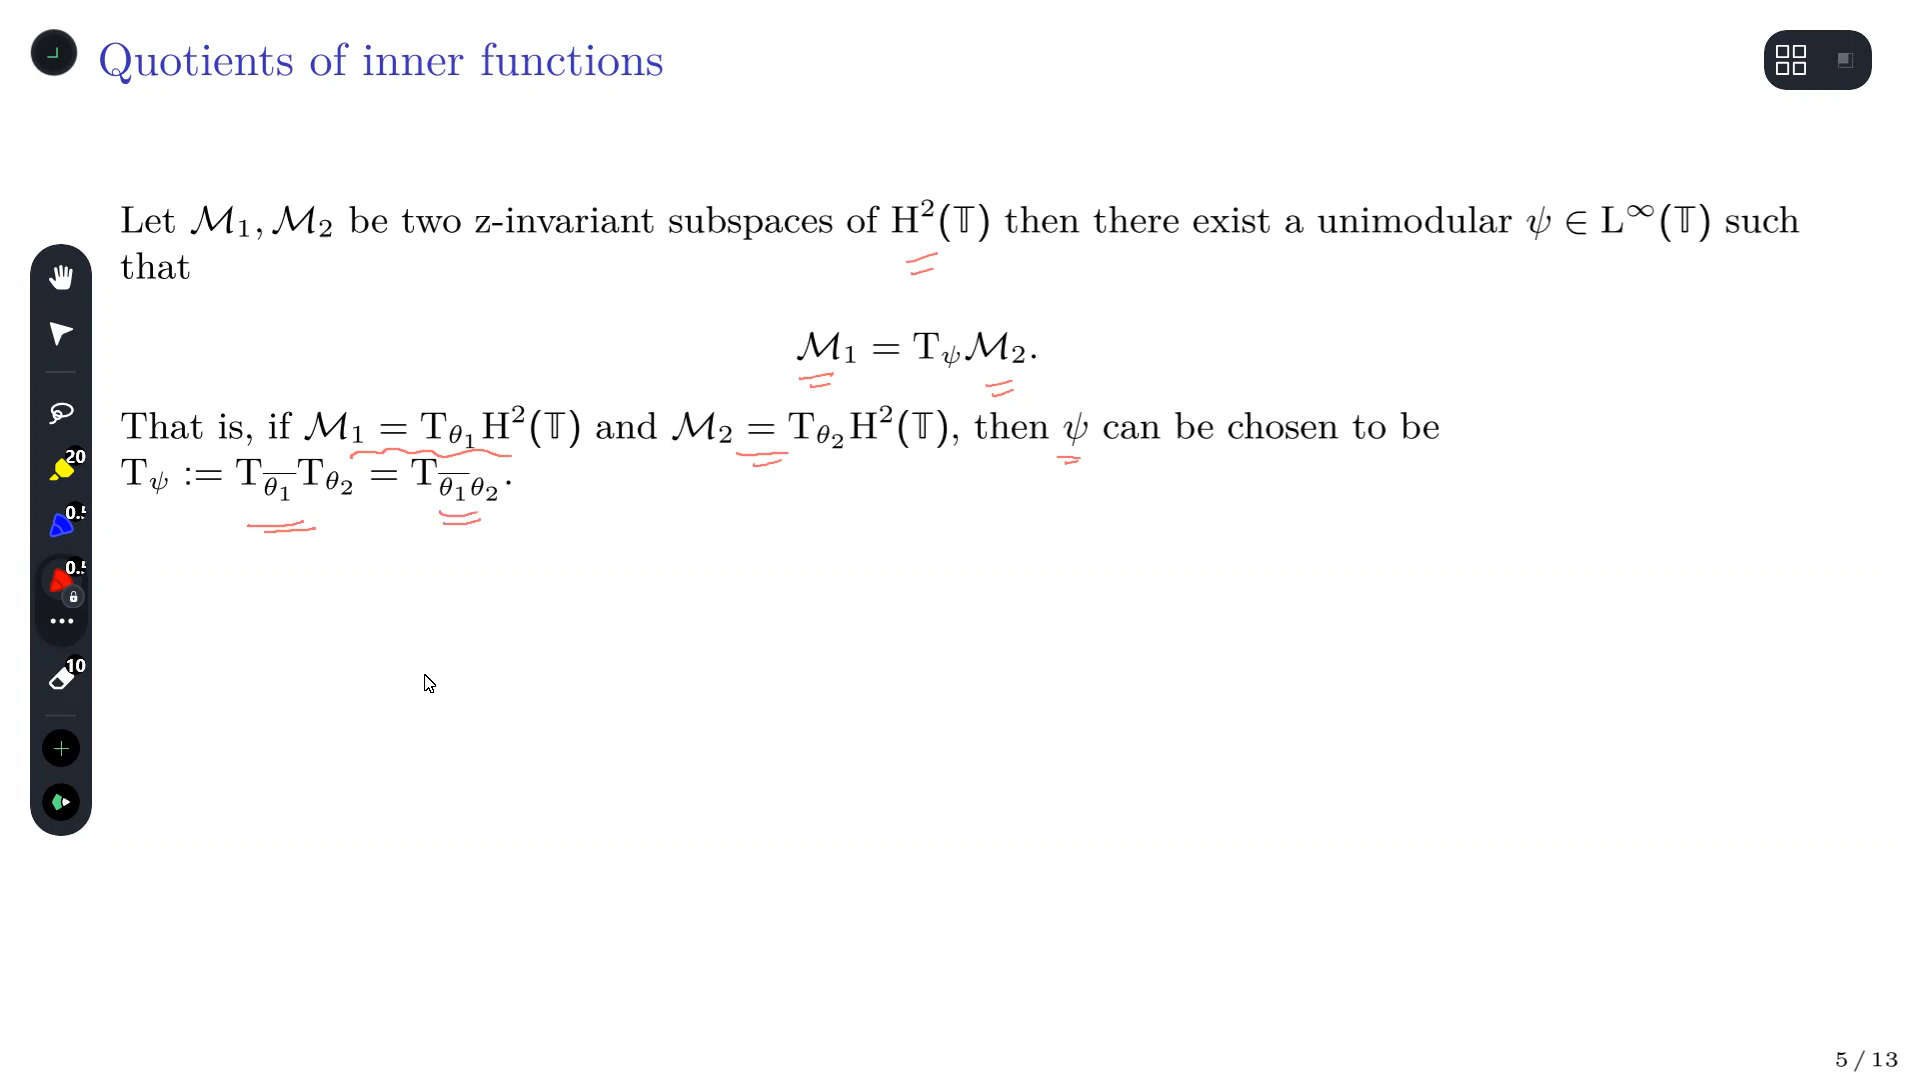 Quotients of inner functions
Let ℳ₁, ℳ₂ be two z-invariant subspaces of H²(𝕋) then there exist a unimodular ψ ∈ L^∞(𝕋) such
that
ℳ₁ = T_ψ ℳ₂.
That is, if ℳ₁ = T_{θ₁}H²(𝕋) and ℳ₂ = T_{θ₂}H²(𝕋), then ψ can be chosen to be
T_ψ := T_{\overline{θ₁}}T_{θ₂} = T_{\overline{θ₁}θ₂}.
20
0.5
0.5
10
5 / 13